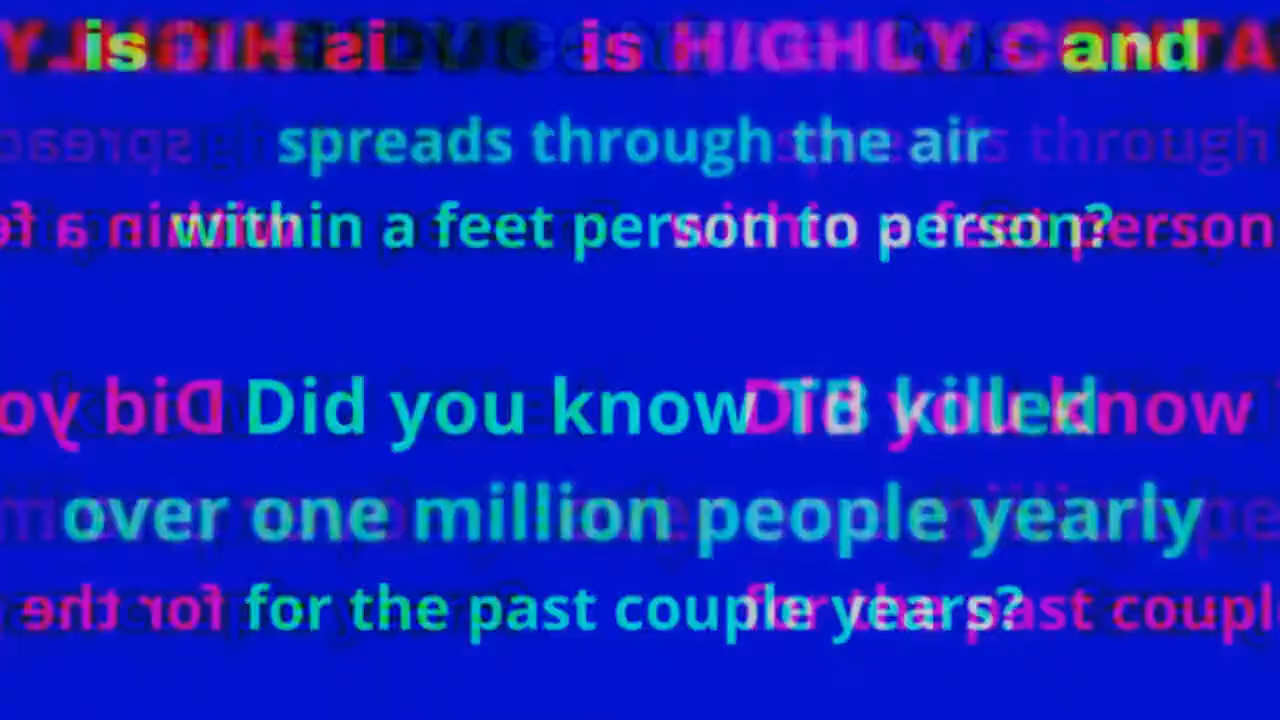 is HIGHLY and
spreads through the air
within a feet person to person?
Did you know TB killed
over one million people yearly
for the past couple years?